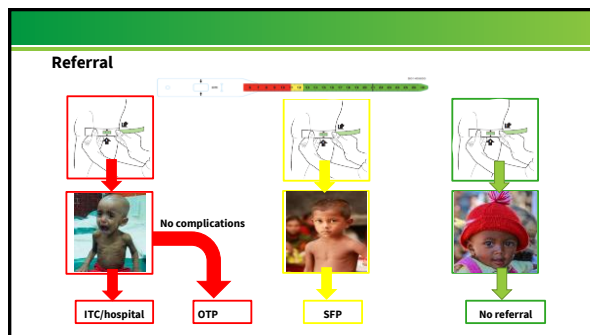 Referral
No complications
ITC/hospital
OTP
SFP
No referral